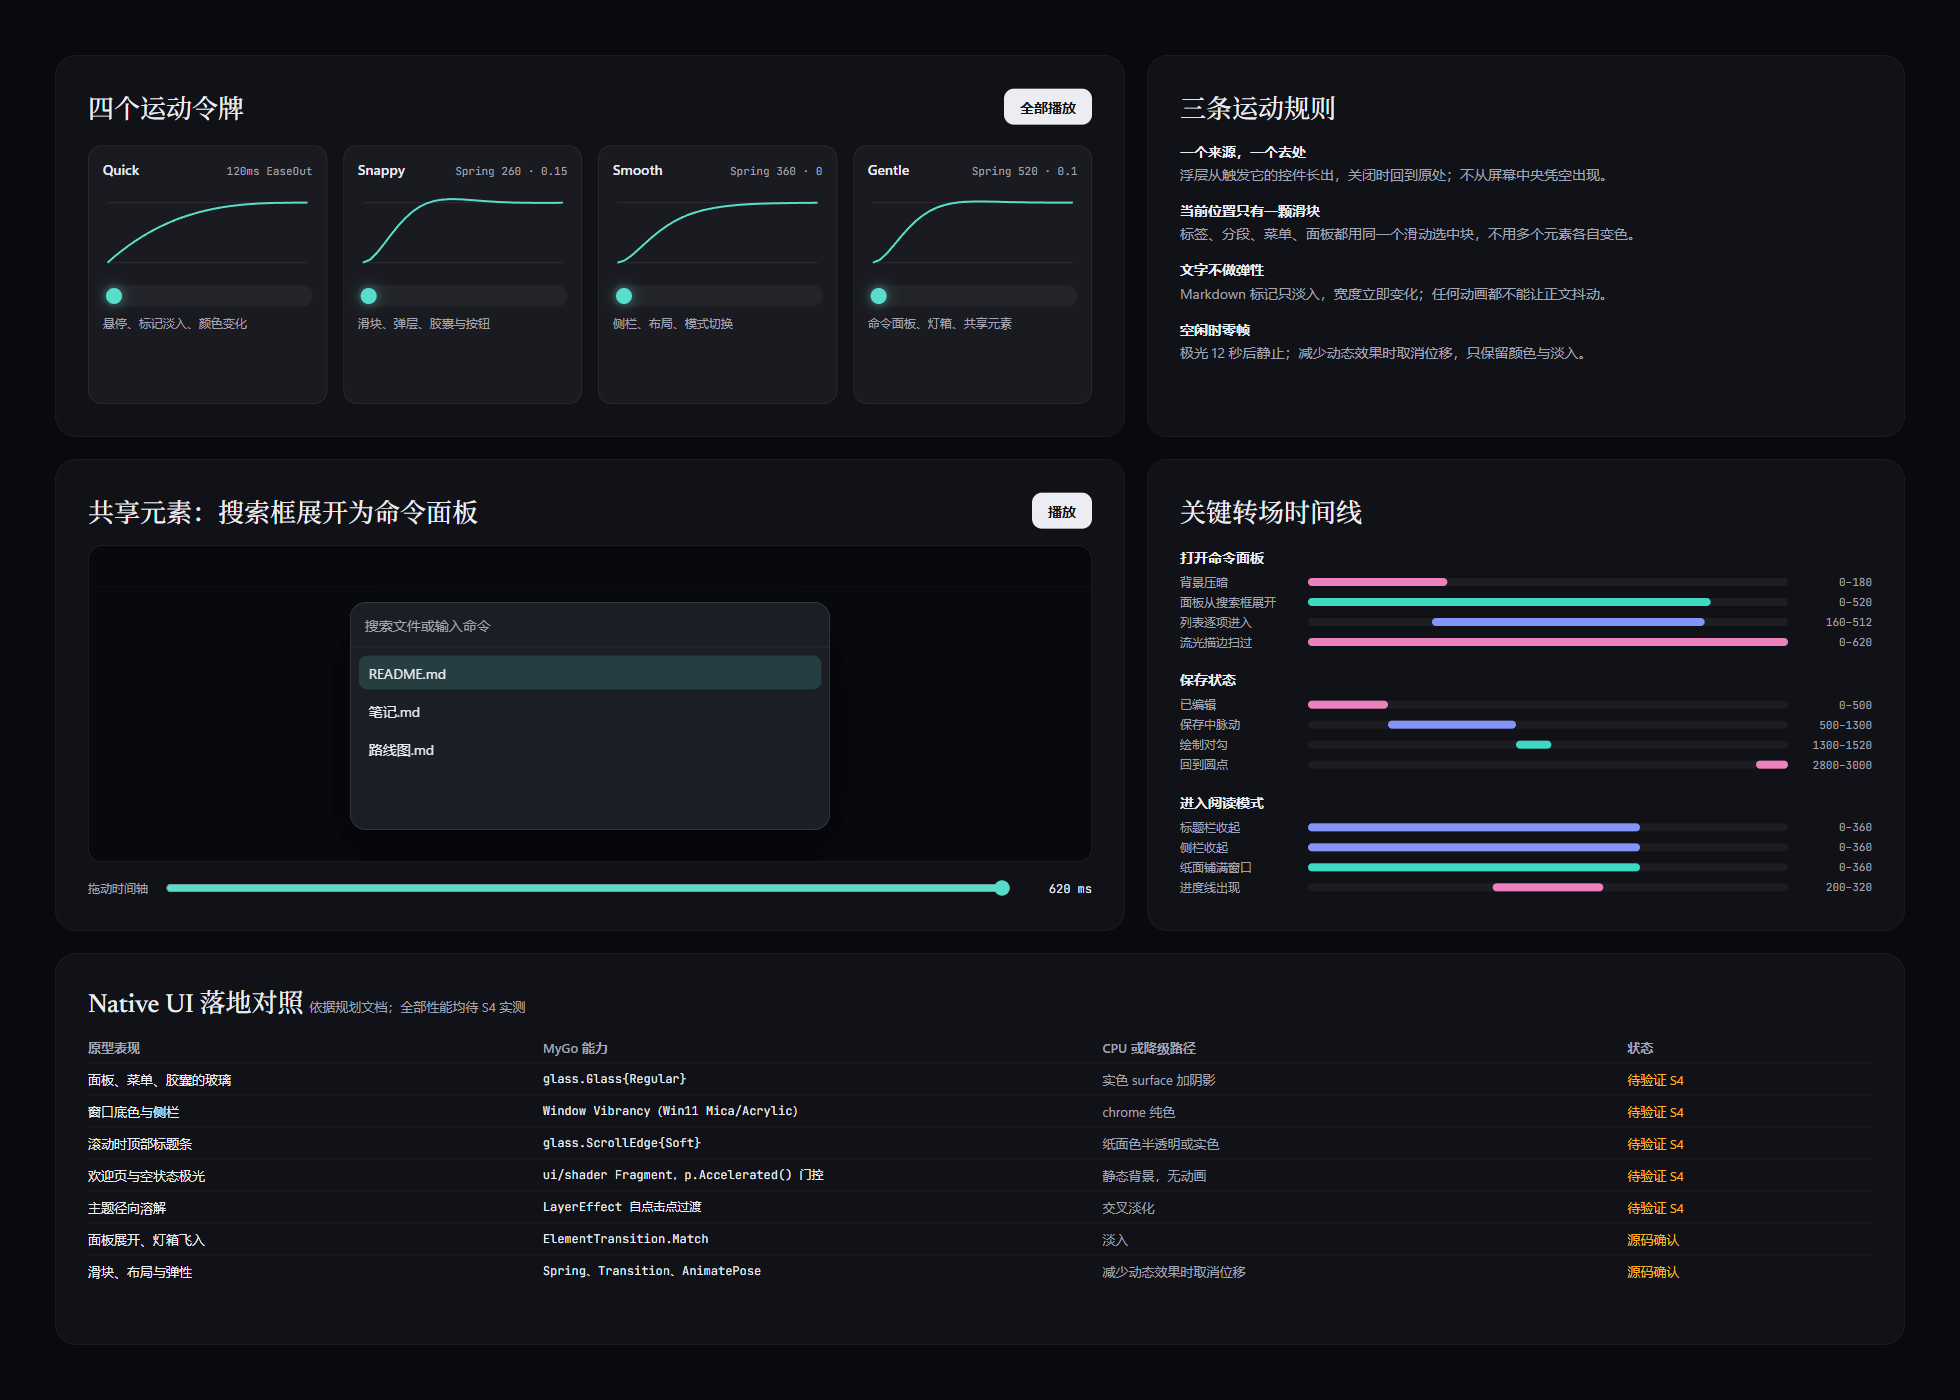 四个运动令牌
全部播放
Quick
120ms EaseOut
悬停、标记淡入、颜色变化
Snappy
Spring 260 · 0.15
滑块、弹层、胶囊与按钮
Smooth
Spring 360 · 0
侧栏、布局、模式切换
Gentle
Spring 520 · 0.1
命令面板、灯箱、共享元素
三条运动规则
一个来源，一个去处
浮层从触发它的控件长出，关闭时回到原处；不从屏幕中央凭空出现。
当前位置只有一颗滑块
标签、分段、菜单、面板都用同一个滑动选中块，不用多个元素各自变色。
文字不做弹性
Markdown 标记只淡入，宽度立即变化；任何动画都不能让正文抖动。
空闲时零帧
极光 12 秒后静止；减少动态效果时取消位移，只保留颜色与淡入。
共享元素：搜索框展开为命令面板
播放
搜索文件或输入命令
README.md
笔记.md
路线图.md
拖动时间轴
620 ms
关键转场时间线
打开命令面板
背景压暗 0–180
面板从搜索框展开 0–520
列表逐项进入 160–512
流光描边扫过 0–620
保存状态
已编辑 0–500
保存中脉动 500–1300
绘制对勾 1300–1520
回到圆点 2800–3000
进入阅读模式
标题栏收起 0–360
侧栏收起 0–360
纸面铺满窗口 0–360
进度线出现 200–320
Native UI 落地对照 依据规划文档；全部性能均待 S4 实测
原型表现 MyGo 能力 CPU 或降级路径 状态
面板、菜单、胶囊的玻璃 glass.Glass{Regular} 实色 surface 加阴影 待验证 S4
窗口底色与侧栏 Window Vibrancy (Win11 Mica/Acrylic) chrome 纯色 待验证 S4
滚动时顶部标题条 glass.ScrollEdge{Soft} 纸面色半透明或实色 待验证 S4
欢迎页与空状态极光 ui/shader Fragment, p.Accelerated() 门控 静态背景，无动画 待验证 S4
主题径向溶解 LayerEffect 自点击点过渡 交叉淡化 待验证 S4
面板展开、灯箱飞入 ElementTransition.Match 淡入 源码确认
滑块、布局与弹性 Spring、Transition、AnimatePose 减少动态效果时取消位移 源码确认